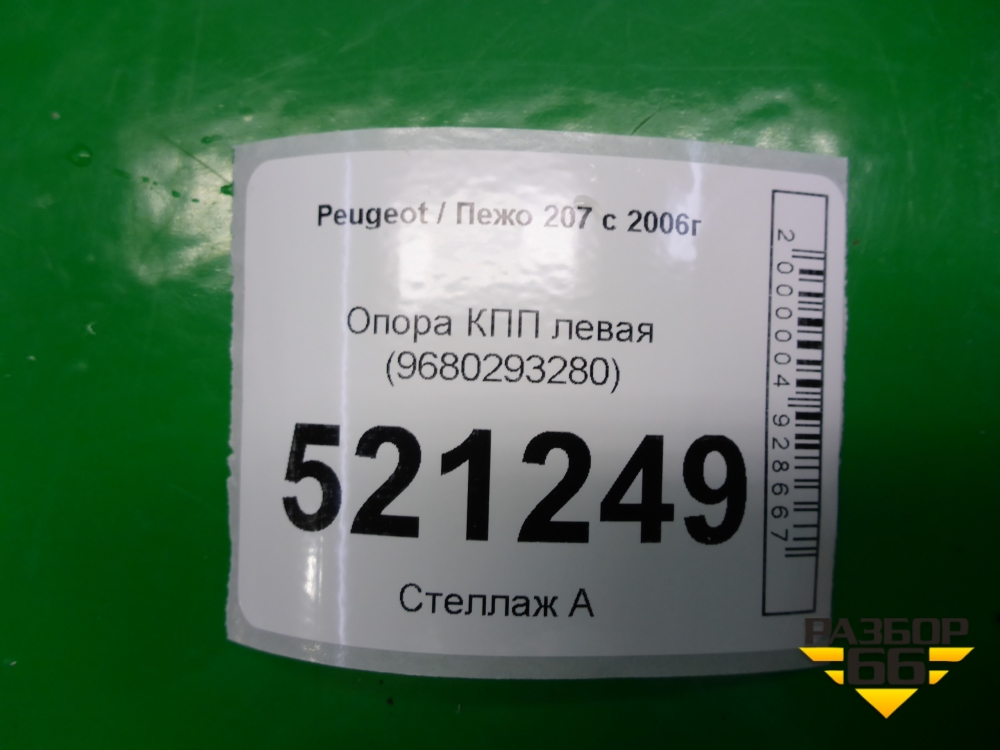 Peugeot / Пежо 207 с 2006г
Опора КПП левая
(9680293280)
521249
Стеллаж А
2000004928667
РАЗБОР
66